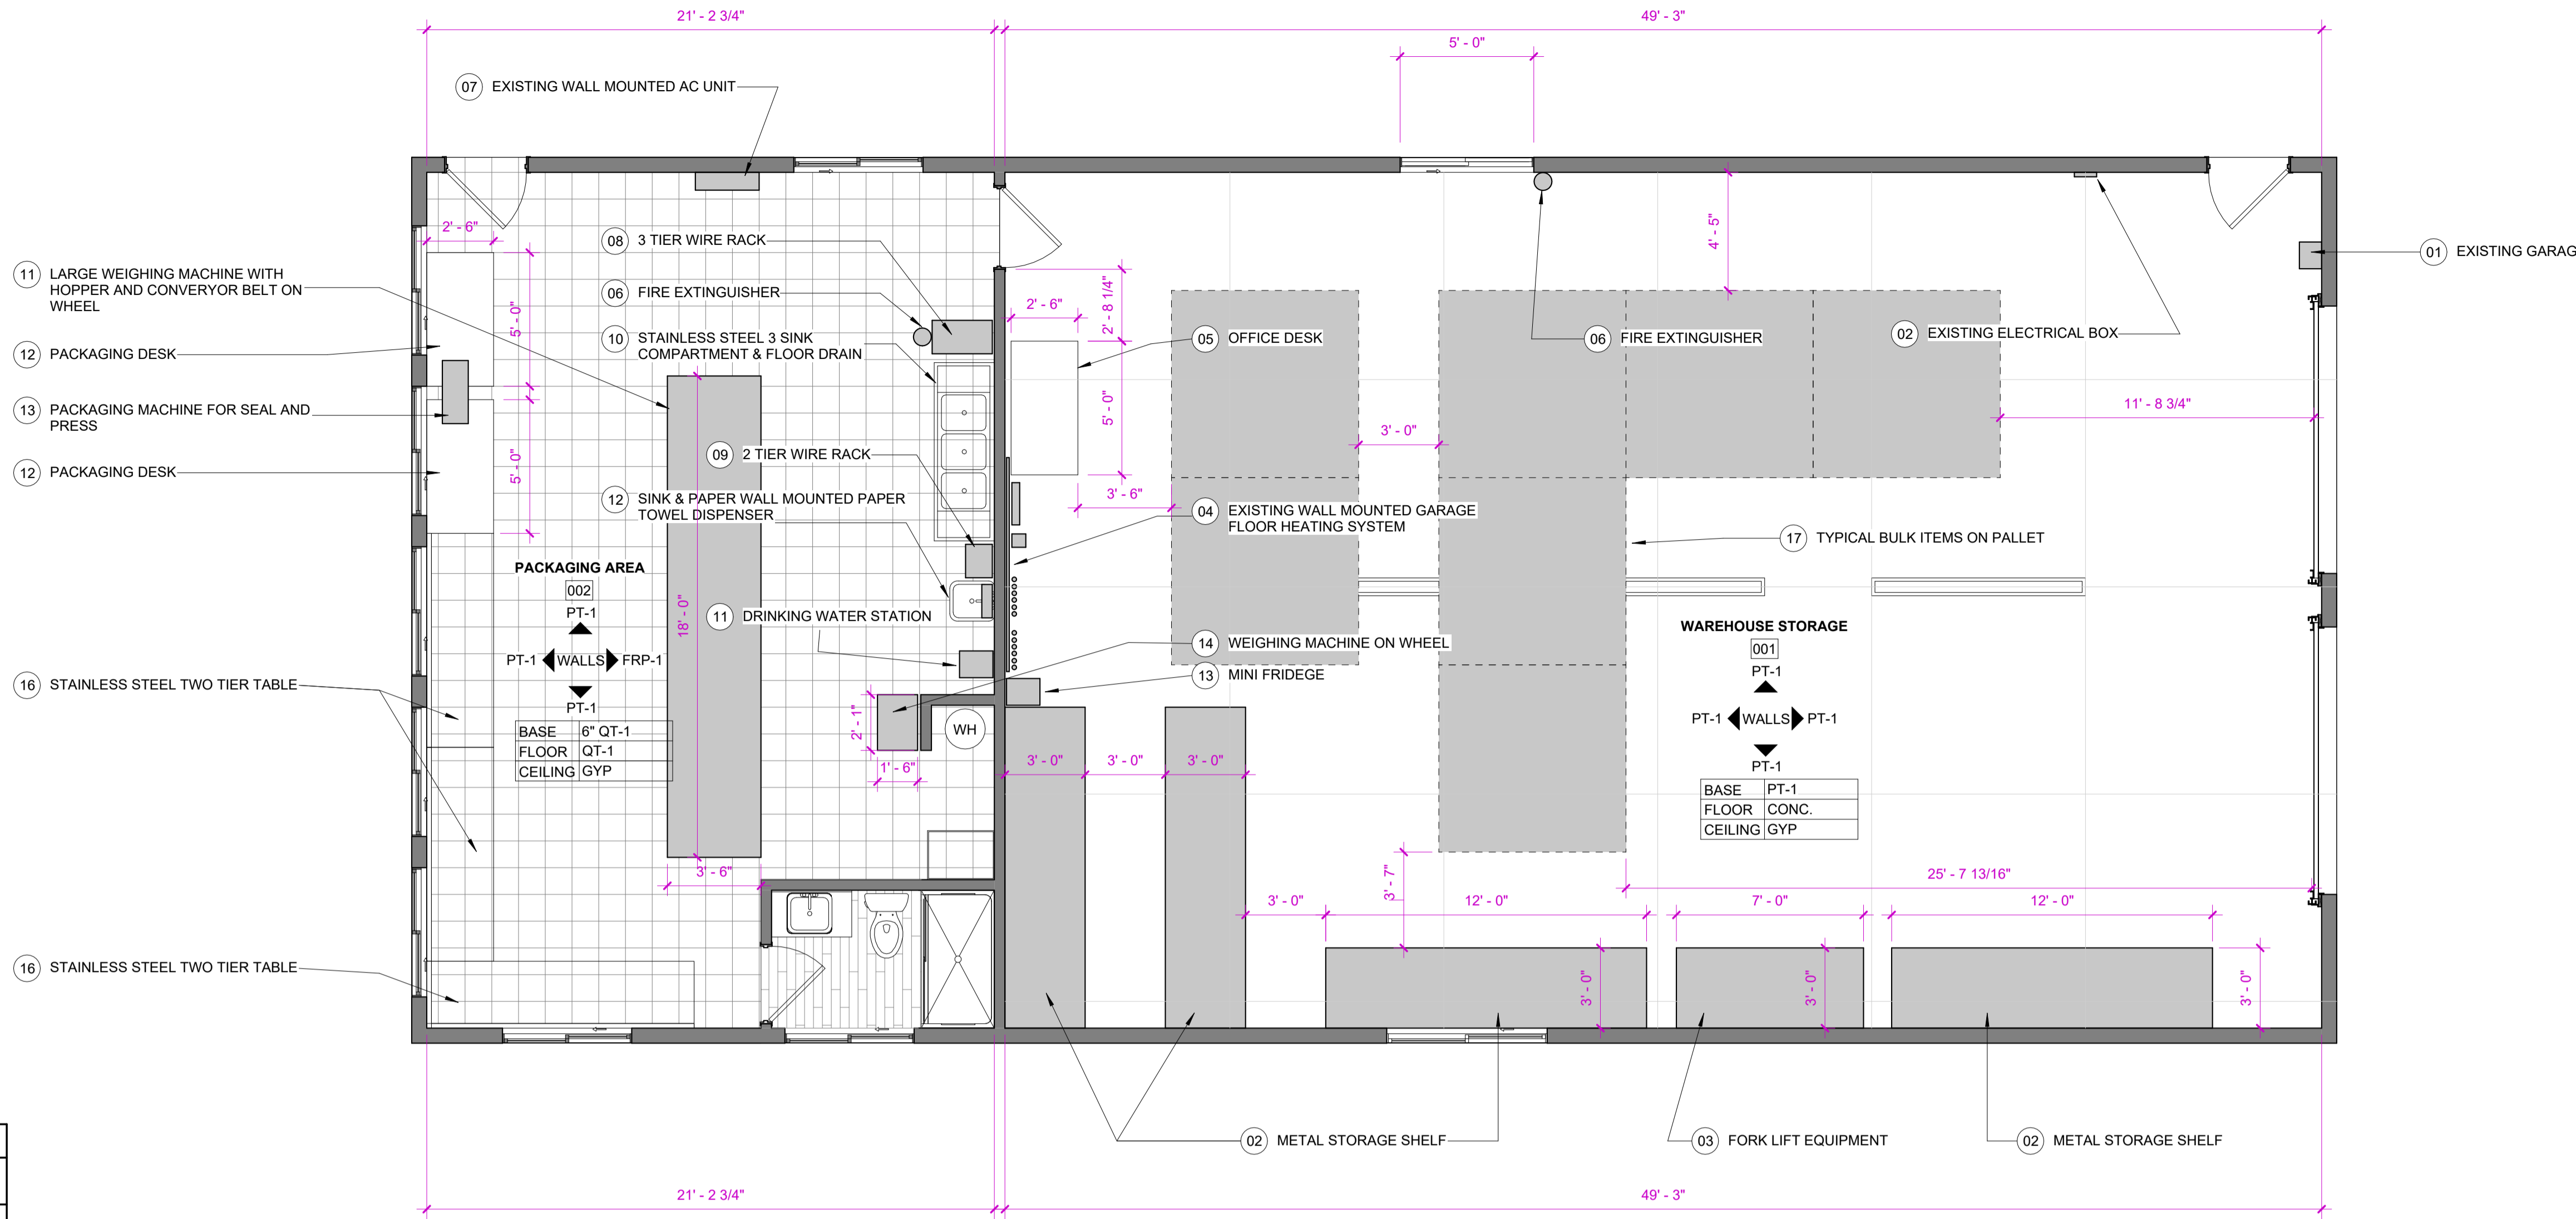 21' - 2 3/4"
49' - 3"
5' - 0"
07 EXISTING WALL MOUNTED AC UNIT
2' - 6"
4' - 5"
08 3 TIER WIRE RACK
01 EXISTING GARAG
11 LARGE WEIGHING MACHINE WITH
HOPPER AND CONVERYOR BELT ON
WHEEL
06 FIRE EXTINGUISHER
5' - 0"
2' - 6"
2' - 8 1/4"
10 STAINLESS STEEL 3 SINK
COMPARTMENT & FLOOR DRAIN
05 OFFICE DESK
06 FIRE EXTINGUISHER
02 EXISTING ELECTRICAL BOX
12 PACKAGING DESK
13 PACKAGING MACHINE FOR SEAL AND
PRESS
5' - 0"
11' - 8 3/4"
3' - 0"
12 PACKAGING DESK
5' - 0"
09 2 TIER WIRE RACK
3' - 6"
12 SINK & PAPER WALL MOUNTED PAPER
TOWEL DISPENSER
04 EXISTING WALL MOUNTED GARAGE
FLOOR HEATING SYSTEM
17 TYPICAL BULK ITEMS ON PALLET
PACKAGING AREA
002
PT-1
PT-1 WALLS FRP-1
PT-1
BASE 6" QT-1
FLOOR QT-1
CEILING GYP
18' - 0"
11 DRINKING WATER STATION
14 WEIGHING MACHINE ON WHEEL
13 MINI FRIDEGE
WAREHOUSE STORAGE
001
PT-1
PT-1 WALLS PT-1
PT-1
BASE PT-1
FLOOR CONC.
CEILING GYP
16 STAINLESS STEEL TWO TIER TABLE
2' - 1"
WH
1' - 6"
3' - 0"
3' - 0"
3' - 0"
3' - 6"
3' - 7"
25' - 7 13/16"
3' - 0"
12' - 0"
7' - 0"
12' - 0"
16 STAINLESS STEEL TWO TIER TABLE
3' - 0"
3' - 0"
3' - 0"
02 METAL STORAGE SHELF
03 FORK LIFT EQUIPMENT
02 METAL STORAGE SHELF
21' - 2 3/4"
49' - 3"